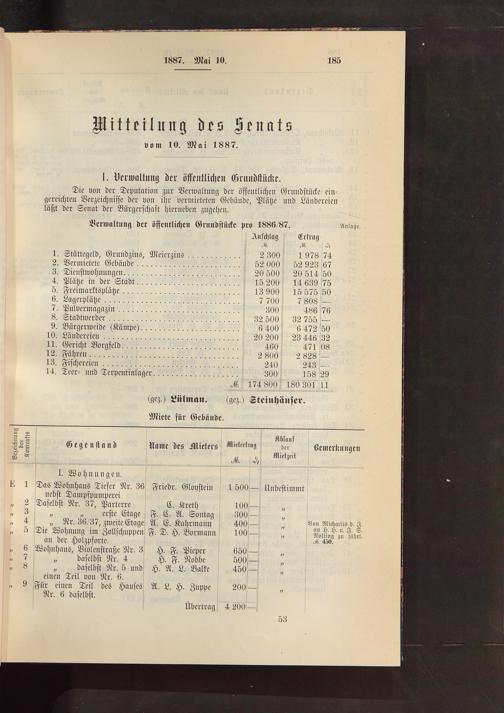 1887. Mai 10. 185
Mitteilung des Senats
vom 10. Mai 1887.
I. Verwaltung der öffentlichen Grundstücke.
Die von der Deputation zur Verwaltung der öffentlichen Grundstücke ein-
gereichten Verzeichnisse der von ihr vermieteten Gebäude, Plätze und Ländereien
läßt der Senat der Bürgerschaft hierneben zugehen.
Verwaltung der öffentlichen Grundstücke pro 1886/87. Anlage.
Anschlag Ertrag
ℳ ℳ ₰
1. Stättegeld, Grundzins, Meierzins 2 300 1 978 74
2. Vermietete Gebäude 52 000 52 923 67
3. Dienstwohnungen 20 500 20 514 50
4. Plätze in der Stadt 15 200 14 639 75
5. Freimarktsplätze 13 900 15 575 50
6. Lagerplätze 7 700 7 808 —
7. Pulvermagazin 300 486 76
8. Stadtwerder 32 500 32 755 —
9. Bürgerweide (Kämpe) 6 400 6 472 50
10. Ländereien 20 200 23 446 32
11. Gericht Borgfeld 460 471 08
12. Fähren 2 800 2 828 —
13. Fischereien 240 243 —
14. Teer- und Terpentinlager 300 158 29
ℳ 174 800 180 301 11
(gez.) Lürman. (gez.) Steinhäuser.
Miete für Gebäude.
Bezeichnung des Kontraktes Gegenstand Name des Mieters Mietertrag ℳ ₰ Ablauf der Mietzeit Bemerkungen
I. Wohnungen.
E 1 Das Wohnhaus Tiefer Nr. 36 Friedr. Gloystein 1 500 — Unbestimmt
nebst Dampfpumperei
„ 2 Daselbst Nr. 37, Parterre C. Kreth 100 — „
„ 3 „ „ erste Etage F. C. A. Sontag 300 — „
„ 4 „ Nr. 36/37, zweite Etage A. E. Kahrmann 400 — „
„ 5 Die Wohnung im Zollschuppen F. D. H. Bormann 100 — „
an der Holzpforte.
Von Michaelis d. J.
an H. H. u. J. S.
Nolting zu jährl.
ℳ 450.
„ 6 Wohnhaus, Violenstraße Nr. 3 H. F. Pieper 650 — „
„ 7 „ daselbst Nr. 4 H. F. Nobbe 500 — „
„ 8 „ daselbst Nr. 5 und H. A. L. Balke 450 — „
einen Teil von Nr. 6.
„ 9 Für einen Teil des Hauses A. L. H. Zuppe 200 — „
Nr. 6 daselbst.
Übertrag 4 200 —
53